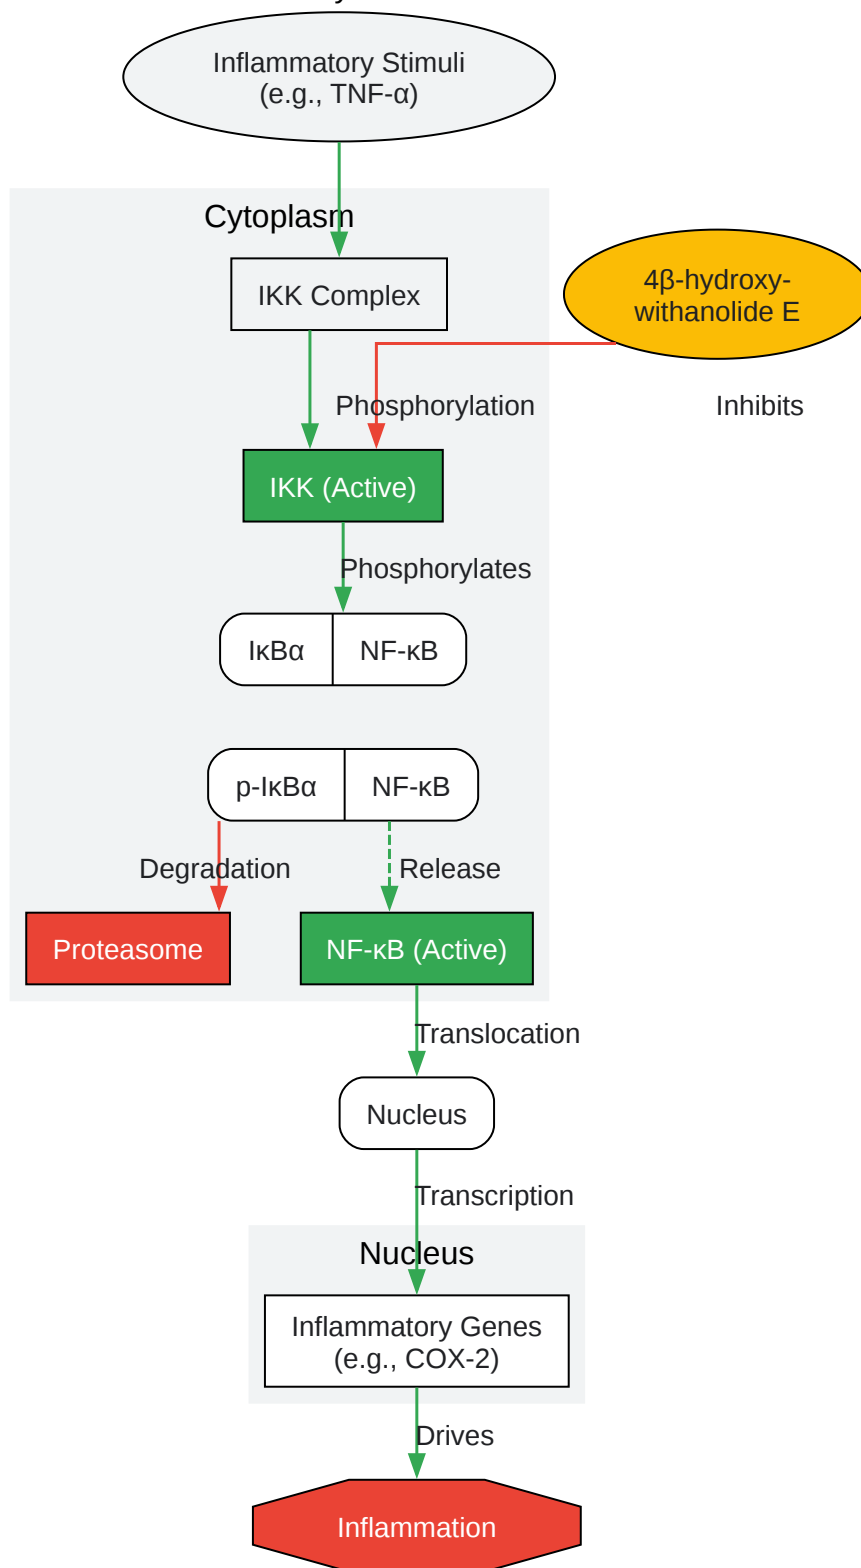 Inflammatory Stimuli
(e.g., TNF-α)
Cytoplasm
IKK Complex
4β-hydroxy-
withanolide E
Phosphorylation
Inhibits
IKK (Active)
Phosphorylates
IκBα
NF-κB
p-IκBα
NF-κB
Degradation
Release
Proteasome
NF-κB (Active)
Translocation
Nucleus
Transcription
Nucleus
Inflammatory Genes
(e.g., COX-2)
Drives
Inflammation